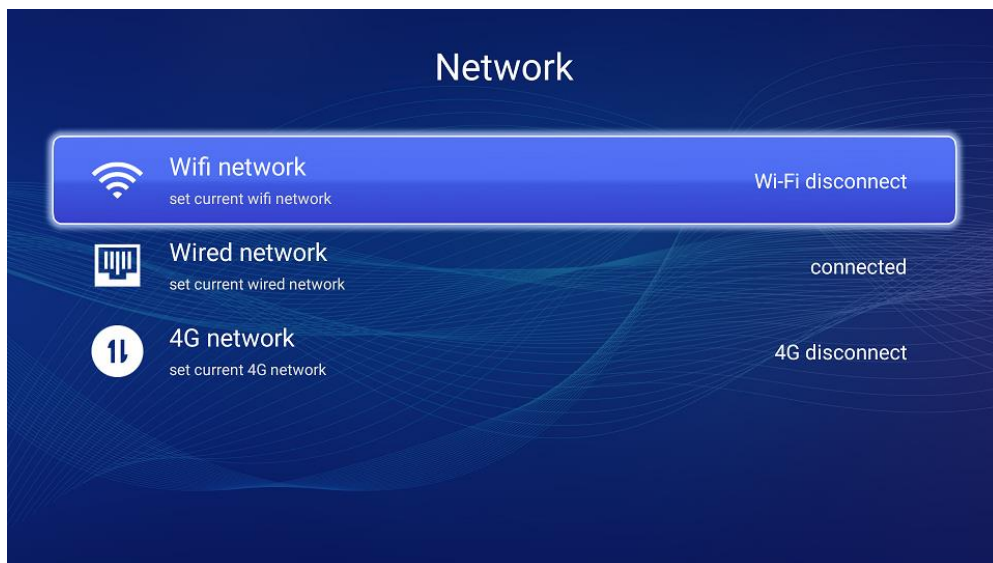 Network
Wifi network
set current wifi network
Wi-Fi disconnect
Wired network
set current wired network
connected
4G network
set current 4G network
4G disconnect